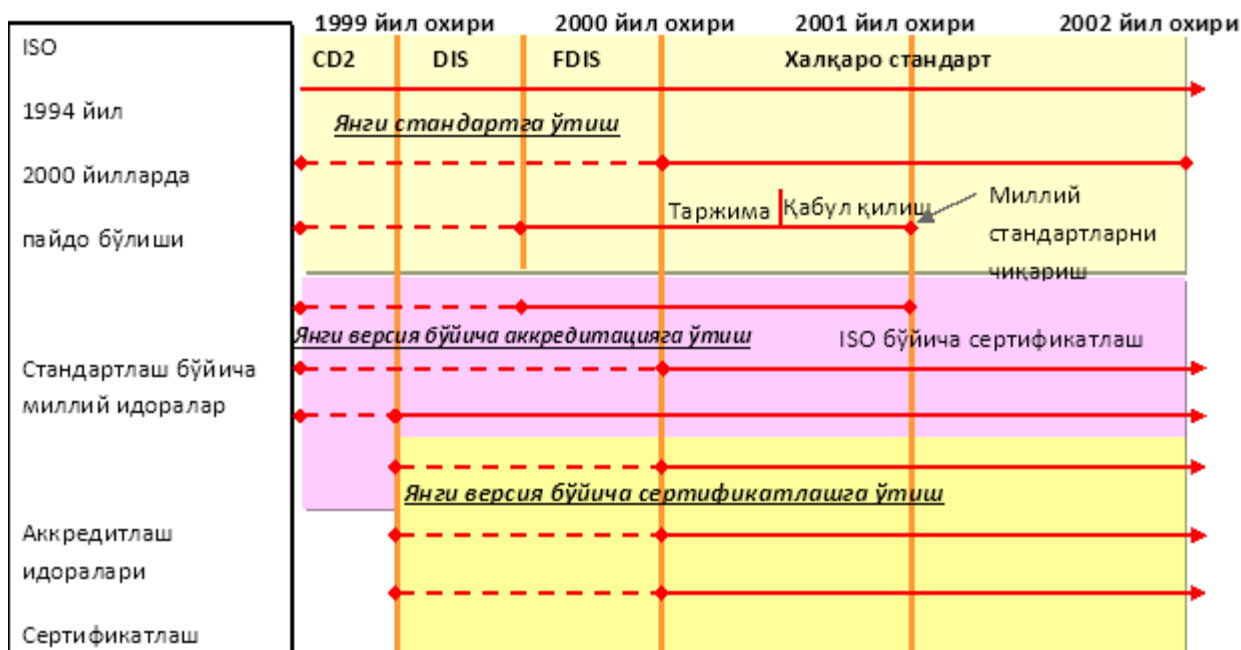 1999 йил охири 2000 йил охири 2001 йил охири 2002 йил охири
ISO
CD2 DIS FDIS Халқаро стандарт
1994 йил
Янги стандартга ўтиш
2000 йилларда
Таржима Қабул қилиш Миллий
пайдо бўлиши
стандартларни
чиқариш
Янги версия бўйича аккредитацияга ўтиш
ISO бўйича сертификатлаш
Стандартлаш бўйича
миллий идоралар
Янги версия бўйича сертификатлашга ўтиш
Аккредитлаш
идоралари
Сертификатлаш